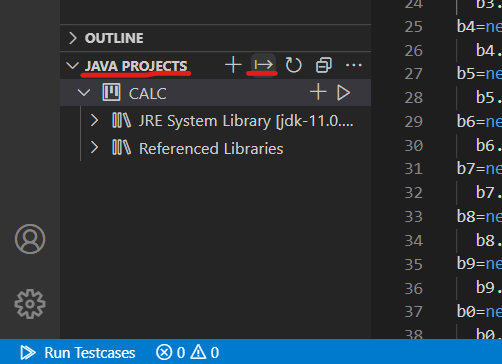 OUTLINE
JAVA PROJECTS
CALC
JRE System Library [jdk-11.0....
Referenced Libraries
24
25
26
27
28
29
30
31
32
33
34
35
36
37
38
b3.
b4=ne
b4.
b5=ne
b5.
b6=ne
b6.
b7=ne
b7.
b8=ne
b8.
b9=ne
b9.
b0=ne
b0.
Run Testcases
0
0